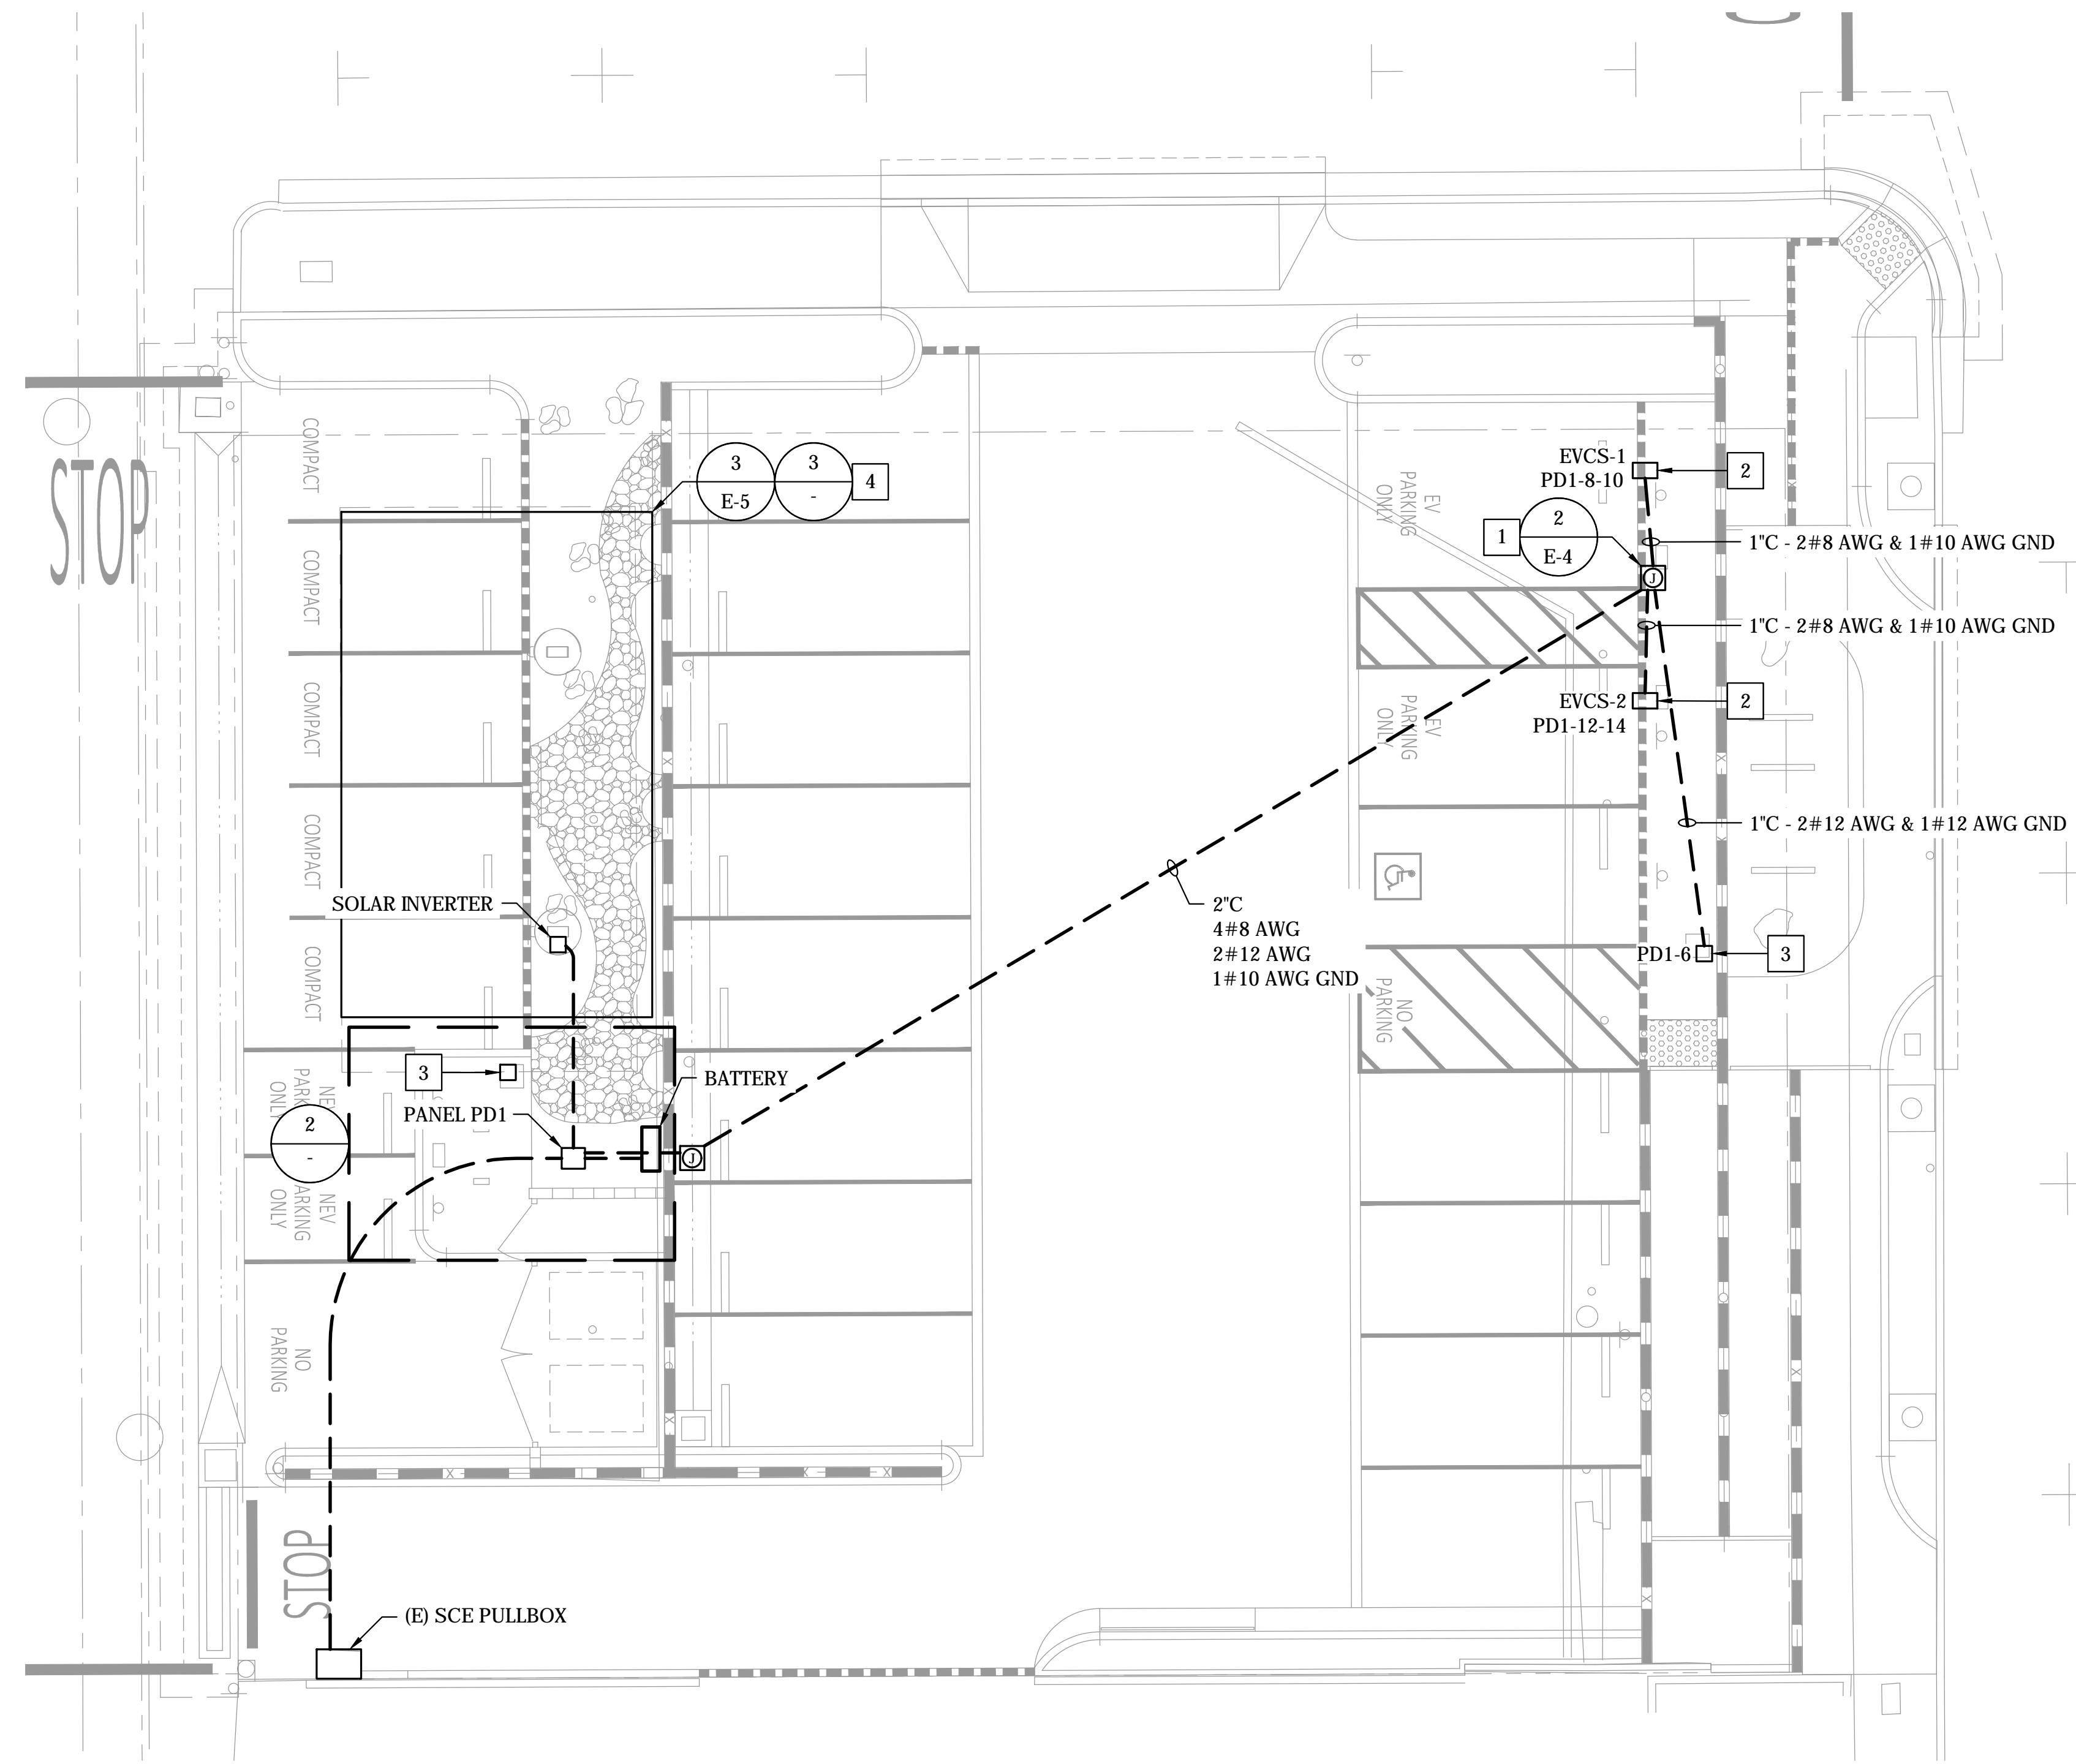 STOP
COMPACT
COMPACT
COMPACT
COMPACT
COMPACT
3
E-5
3
-
4
SOLAR INVERTER
3
BATTERY
PANEL PD1
2
-
NEV
PARKING
ONLY
NEV
PARKING
ONLY
NO
PARKING
STOP
(E) SCE PULLBOX
EVCS-1
PD1-8-10
2
EV
PARKING
ONLY
1
2
E-4
J
1"C - 2#8 AWG & 1#10 AWG GND
1"C - 2#8 AWG & 1#10 AWG GND
EVCS-2
PD1-12-14
2
EV
PARKING
ONLY
1"C - 2#12 AWG & 1#12 AWG GND
2"C
4#8 AWG
2#12 AWG
1#10 AWG GND
PD1-6
3
NO
PARKING
J